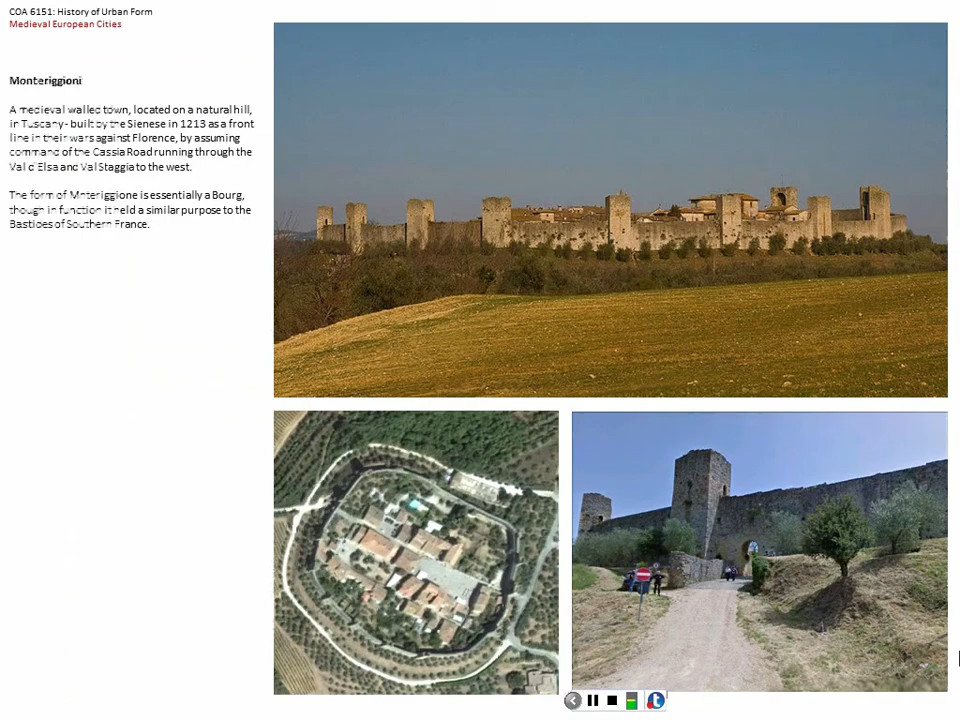 COA 6151: History of Urban Form
Medieval European Cities
Monteriggioni
A medieval walled town, located on a natural hill,
in Tuscany - built by the Sienese in 1213 as a front
line in their wars against Florence, by assuming
command of the Cassia Road running through the
Val d'Elsa and Val Staggia to the west.
The form of Moteriggione is essentially a Bourg,
though in function it held a similar purpose to the
Bastides of Southern France.